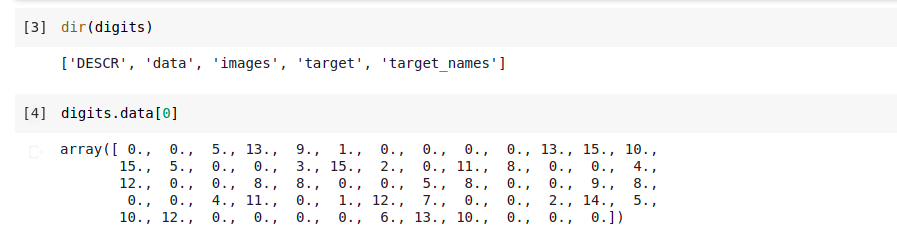 [3] dir(digits)
['DESCR', 'data', 'images', 'target', 'target_names']
[4] digits.data[0]
array([ 0., 0., 5., 13., 9., 1., 0., 0., 0., 0., 13., 15., 10.,
15., 5., 0., 0., 3., 15., 2., 0., 11., 8., 0., 0., 4.,
12., 0., 0., 8., 8., 0., 0., 5., 8., 0., 0., 9., 8.,
0., 0., 4., 11., 0., 1., 12., 7., 0., 0., 2., 14., 5.,
10., 12., 0., 0., 0., 0., 6., 13., 10., 0., 0., 0.])